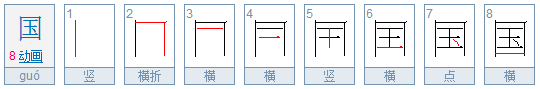 国 1 2 3 4 5 6 7 8
8 动画
guó 竖 横折 横 横 竖 横 点 横